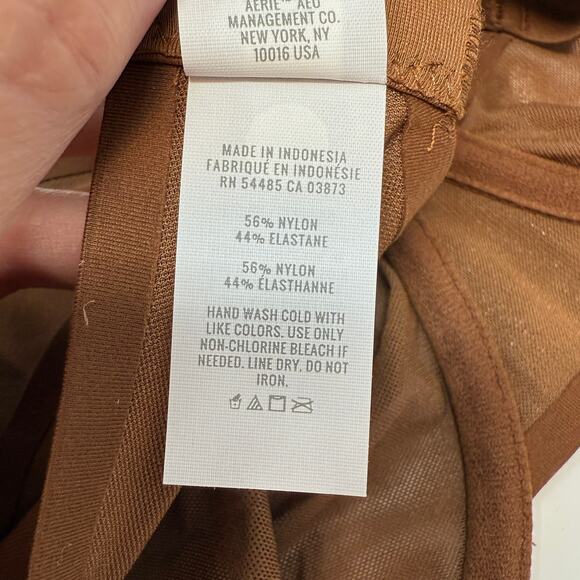 AERIE™ AEO
MANAGEMENT CO.
NEW YORK, NY
10016 USA
MADE IN INDONESIA
FABRIQUÉ EN INDONÉSIE
RN 54485 CA 03873
56% NYLON
44% ELASTANE
56% NYLON
44% ÉLASTHANNE
HAND WASH COLD WITH
LIKE COLORS. USE ONLY
NON-CHLORINE BLEACH IF
NEEDED. LINE DRY. DO NOT
IRON.